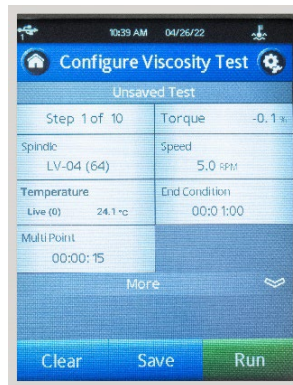 10:39 AM 04/26/22
Configure Viscosity Test
Unsaved Test
Step 1 of 10
Torque -0.1 %
Spindle
LV-04 (64)
Speed
5.0 RPM
Temperature
Live (0) 24.1 °C
End Condition
00:01:00
Multi Point
00:00:15
More
Clear Save Run